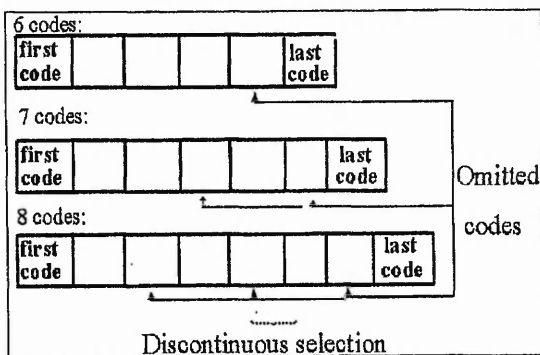 6 codes:
first code last code
7 codes:
first code last code
Omitted codes
8 codes:
first code last code
Discontinuous selection